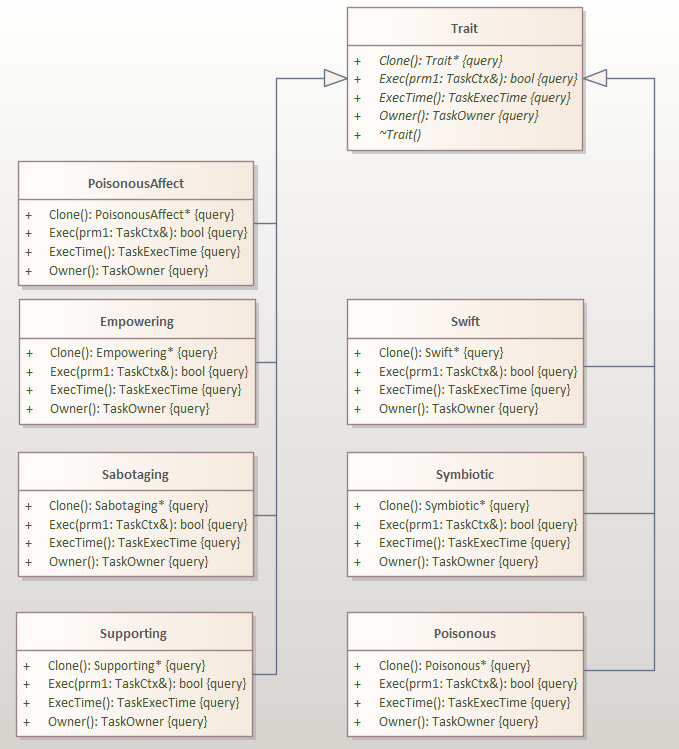 Trait
+ Clone(): Trait* {query}
+ Exec(prm1: TaskCtx&): bool {query}
+ ExecTime(): TaskExecTime {query}
+ Owner(): TaskOwner {query}
+ ~Trait()
PoisonousAffect
+ Clone(): PoisonousAffect* {query}
+ Exec(prm1: TaskCtx&): bool {query}
+ ExecTime(): TaskExecTime {query}
+ Owner(): TaskOwner {query}
Empowering
+ Clone(): Empowering* {query}
+ Exec(prm1: TaskCtx&): bool {query}
+ ExecTime(): TaskExecTime {query}
+ Owner(): TaskOwner {query}
Swift
+ Clone(): Swift* {query}
+ Exec(prm1: TaskCtx&): bool {query}
+ ExecTime(): TaskExecTime {query}
+ Owner(): TaskOwner {query}
Sabotaging
+ Clone(): Sabotaging* {query}
+ Exec(prm1: TaskCtx&): bool {query}
+ ExecTime(): TaskExecTime {query}
+ Owner(): TaskOwner {query}
Symbiotic
+ Clone(): Symbiotic* {query}
+ Exec(prm1: TaskCtx&): bool {query}
+ ExecTime(): TaskExecTime {query}
+ Owner(): TaskOwner {query}
Supporting
+ Clone(): Supporting* {query}
+ Exec(prm1: TaskCtx&): bool {query}
+ ExecTime(): TaskExecTime {query}
+ Owner(): TaskOwner {query}
Poisonous
+ Clone(): Poisonous* {query}
+ Exec(prm1: TaskCtx&): bool {query}
+ ExecTime(): TaskExecTime {query}
+ Owner(): TaskOwner {query}